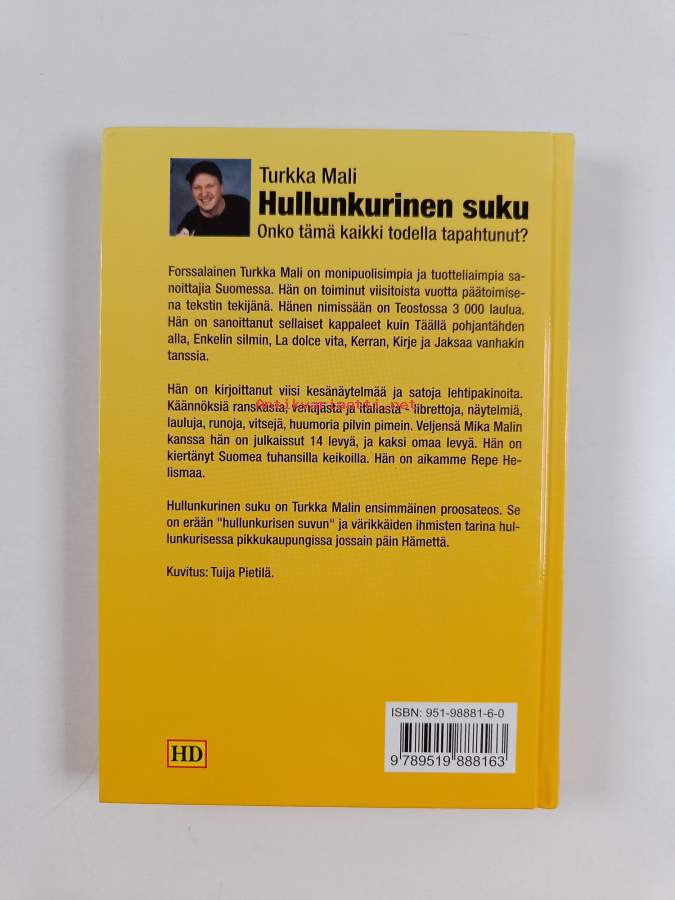 Turkka Mali
Hullunkurinen suku
Onko tämä kaikki todella tapahtunut?
Forssalainen Turkka Mali on monipuolisimpia ja tuotteliaimpia sa-
noittajia Suomessa. Hän on toiminut viisitoista vuotta päätoimise-
na tekstin tekijänä. Hänen nimissään on Teostossa 3 000 laulua.
Hän on sanoittanut sellaiset kappaleet kuin Täällä pohjantähden
alla, Enkelin silmin, La dolce vita, Kerran, Kirje ja Jaksaa vanhakin
tanssia.
Hän on kirjoittanut viisi kesänäytelmää ja satoja lehtipakinoita.
Käännöksiä ranskasta, venäjästä ja italiasta - librettoja, näytelmiä,
Antikvariaatti.net
lauluja, runoja, vitsejä, huumoria pilvin pimein. Veljensä Mika Malin
kanssa hän on julkaissut 14 levyä, ja kaksi omaa levyä. Hän on
kiertänyt Suomea tuhansilla keikoilla. Hän on aikamme Repe He-
lismaa.
Hullunkurinen suku on Turkka Malin ensimmäinen proosateos. Se
on erään "hullunkurisen suvun" ja värikkäiden ihmisten tarina hul-
lunkurisessa pikkukaupungissa jossain päin Hämettä.
Kuvitus: Tuija Pietilä.
ISBN: 951-98881-6-0
9 789519 888163
HD